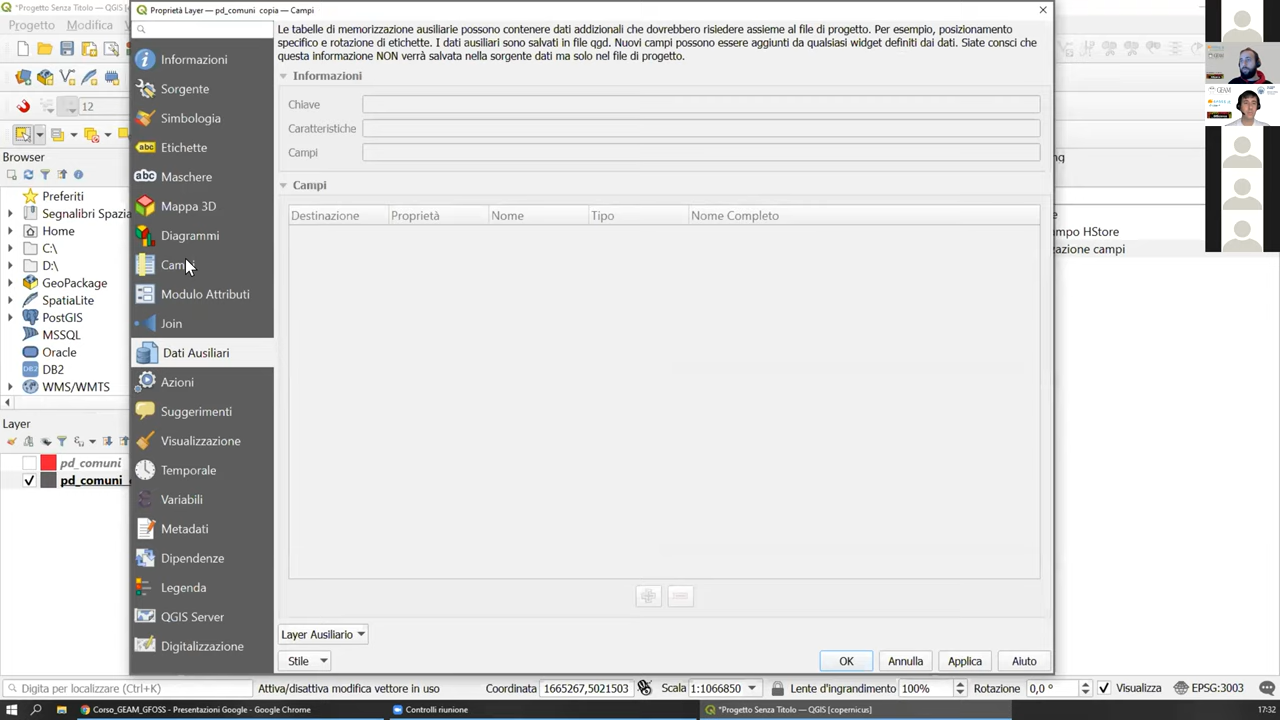 *Progetto Senza Titolo — QGIS [
Proprietà Layer — pd_comuni copia — Campi
Progetto Modifica
Le tabelle di memorizzazione ausiliarie possono contenere dati addizionali che dovrebbero risiedere assieme al file di progetto. Per esempio, posizionamento
specifico e rotazione di etichette. I dati ausiliari sono salvati in file qgd. Nuovi campi possono essere aggiunti da qualsiasi widget definiti dai dati. Siate consci
che questa informazione NON verrà salvata nella sorgente dati ma solo nel file di progetto.
Informazioni
Sorgente
Simbologia
Etichette
Maschere
Mappa 3D
Diagrammi
Modulo Attributi
Join
Dati Ausiliari
Azioni
Suggerimenti
Visualizzazione
Temporale
Variabili
Metadati
Dipendenze
Legenda
QGIS Server
Digitalizzazione
Informazioni
Chiave
Caratteristiche
Campi
Campi
Destinazione Proprietà Nome Tipo Nome Completo
Layer Ausiliario
Stile
OK Annulla Applica Aiuto
12
Browser
Preferiti
Segnalibri Spazia
Home
C:\
D:\
GeoPackage
SpatiaLite
PostGIS
MSSQL
Oracle
DB2
WMS/WMTS
Layer
pd_comuni
pd_comuni
ampo HStore
azione campi
GEAM
Digita per localizzare (Ctrl+K) Attiva/disattiva modifica vettore in uso Coordinata 1665267,5021503 Scala 1:1066850 Lente d'ingrandimento 100% Rotazione 0,0 ° Visualizza EPSG:3003
Corso_GEAM_GFOSS - Presentazioni Google - Google Chrome Controlli riunione *Progetto Senza Titolo — QGIS [copernicus] 17:32